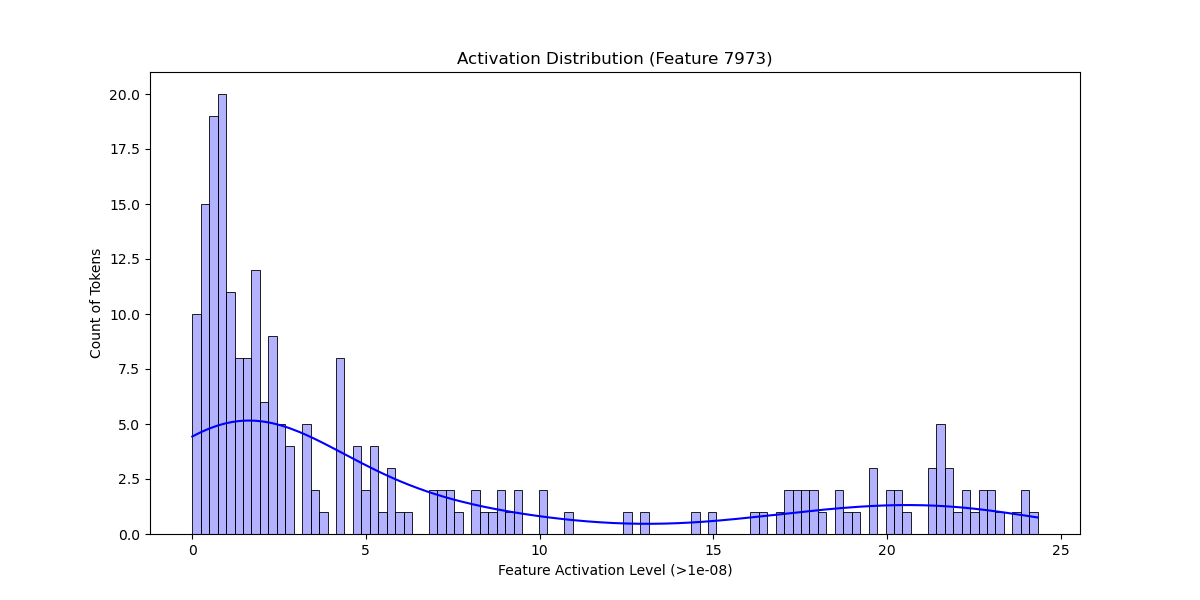 Activation Distribution (Feature 7973)
20.0
17.5
15.0
12.5
10.0
7.5
5.0
2.5
0.0
Count of Tokens
0 5 10 15 20 25
Feature Activation Level (>1e-08)